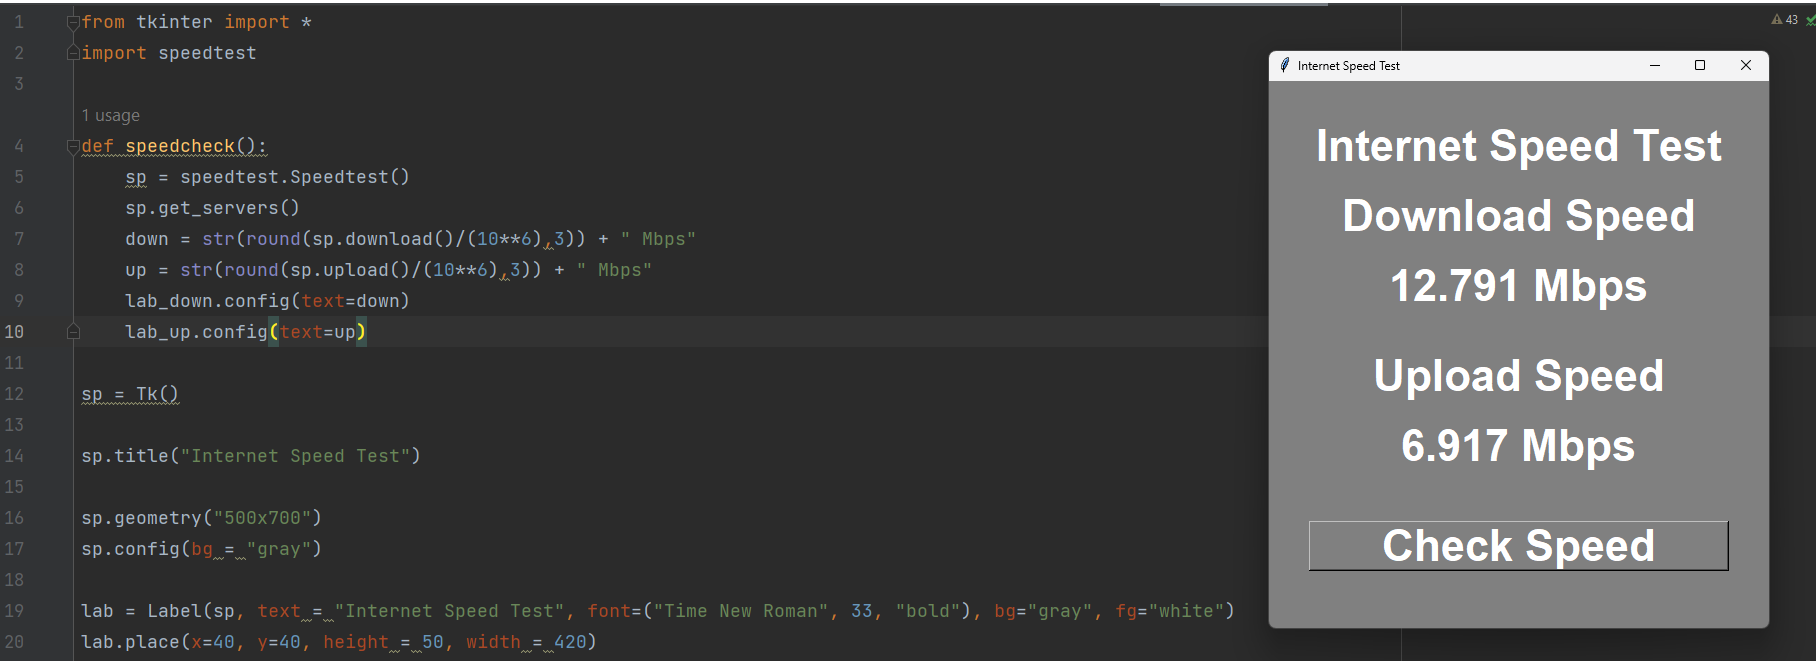 1 from tkinter import *
2 import speedtest
3
1 usage
4 def speedcheck():
5     sp = speedtest.Speedtest()
6     sp.get_servers()
7     down = str(round(sp.download()/(10**6),3)) + " Mbps"
8     up = str(round(sp.upload()/(10**6),3)) + " Mbps"
9     lab_down.config(text=down)
10     lab_up.config(text=up)
11
12 sp = Tk()
13
14 sp.title("Internet Speed Test")
15
16 sp.geometry("500x700")
17 sp.config(bg = "gray")
18
19 lab = Label(sp, text = "Internet Speed Test", font=("Time New Roman", 33, "bold"), bg="gray", fg="white")
20 lab.place(x=40, y=40, height = 50, width = 420)
43
Internet Speed Test
Internet Speed Test
Download Speed
12.791 Mbps
Upload Speed
6.917 Mbps
Check Speed